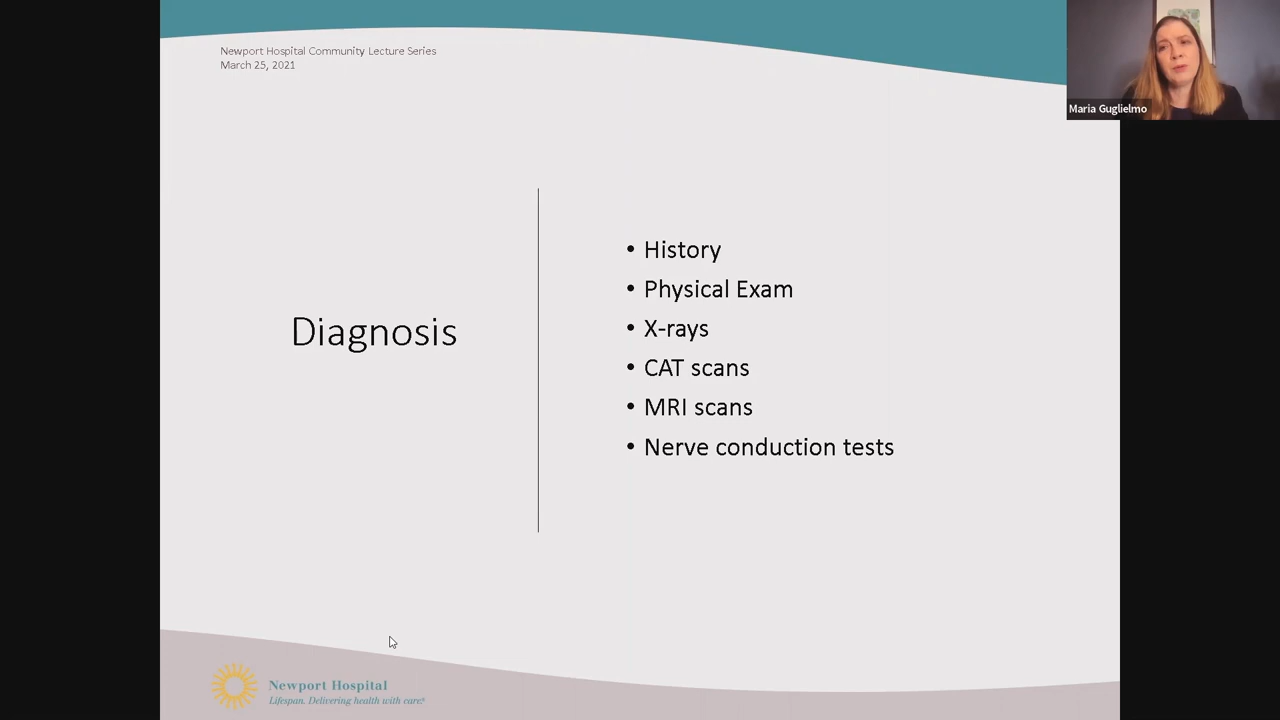 Newport Hospital Community Lecture Series
March 25, 2021
Maria Guglielmo
Diagnosis
• History
• Physical Exam
• X-rays
• CAT scans
• MRI scans
• Nerve conduction tests
Newport Hospital
Lifespan. Delivering health with care.®